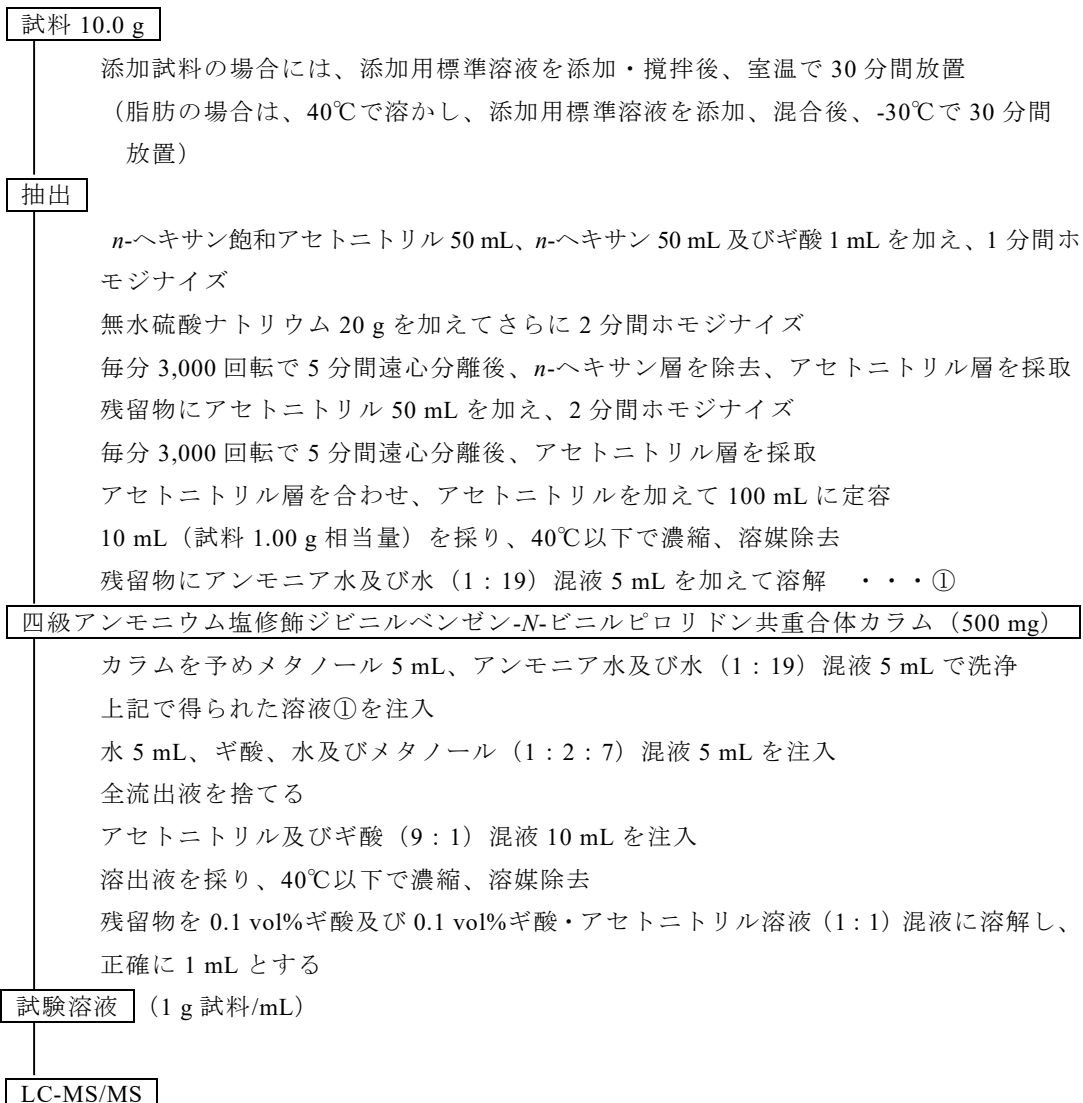 試料 10.0 g
添加試料の場合には、添加用標準溶液を添加・撹拌後、室温で 30 分間放置
（脂肪の場合は、40℃で溶かし、添加用標準溶液を添加、混合後、-30℃で 30 分間
放置）
抽出
n-ヘキサン飽和アセトニトリル 50 mL、n-ヘキサン 50 mL 及びギ酸 1 mL を加え、1 分間ホ
モジナイズ
無水硫酸ナトリウム 20 g を加えてさらに 2 分間ホモジナイズ
毎分 3,000 回転で 5 分間遠心分離後、n-ヘキサン層を除去、アセトニトリル層を採取
残留物にアセトニトリル 50 mL を加え、2 分間ホモジナイズ
毎分 3,000 回転で 5 分間遠心分離後、アセトニトリル層を採取
アセトニトリル層を合わせ、アセトニトリルを加えて 100 mL に定容
10 mL（試料 1.00 g 相当量）を採り、40℃以下で濃縮、溶媒除去
残留物にアンモニア水及び水（1：19）混液 5 mL を加えて溶解 ・・・①
四級アンモニウム塩修飾ジビニルベンゼン-N-ビニルピロリドン共重合体カラム（500 mg）
カラムを予めメタノール 5 mL、アンモニア水及び水（1：19）混液 5 mL で洗浄
上記で得られた溶液①を注入
水 5 mL、ギ酸、水及びメタノール（1：2：7）混液 5 mL を注入
全流出液を捨てる
アセトニトリル及びギ酸（9：1）混液 10 mL を注入
溶出液を採り、40℃以下で濃縮、溶媒除去
残留物を 0.1 vol%ギ酸及び 0.1 vol%ギ酸・アセトニトリル溶液（1：1）混液に溶解し、
正確に 1 mL とする
試験溶液 （1 g 試料/mL）
LC-MS/MS